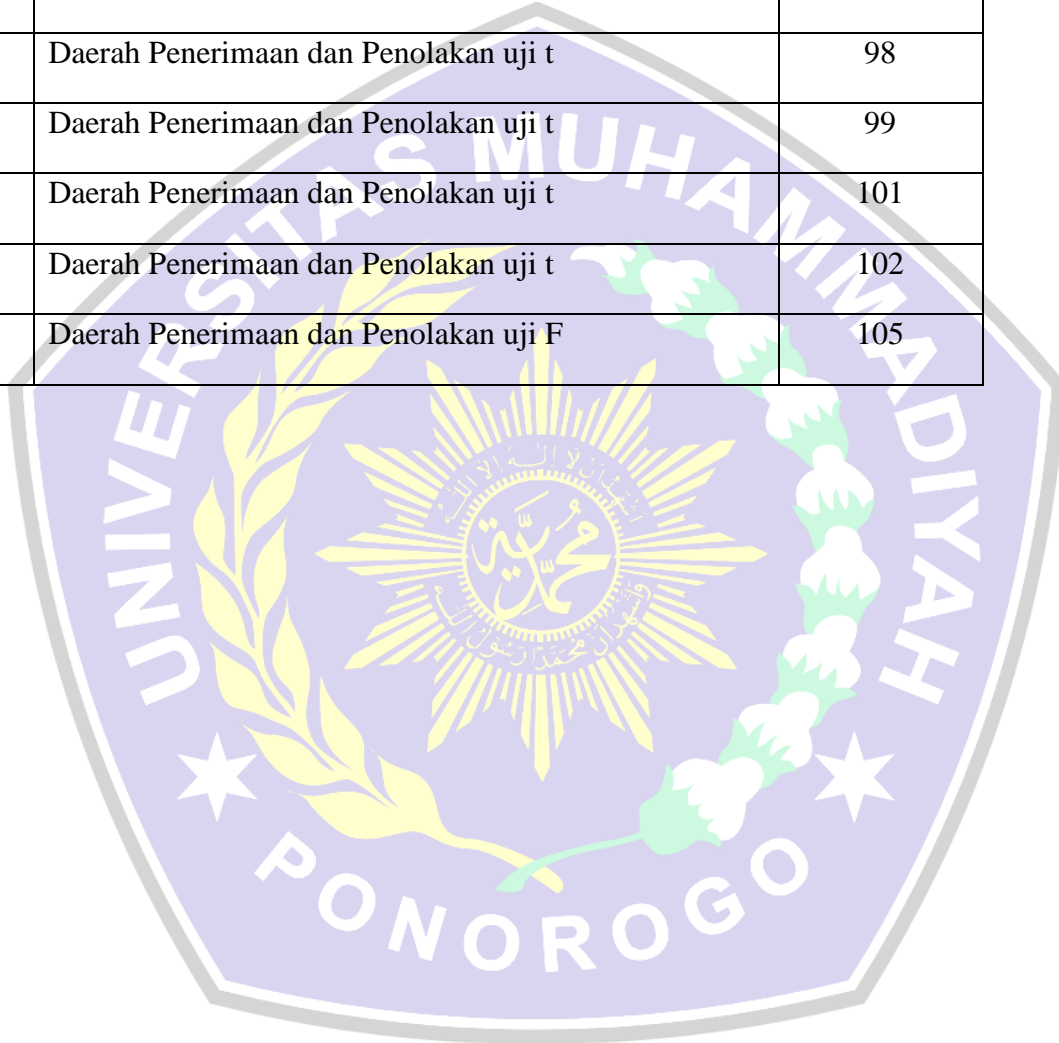 Daerah Penerimaan dan Penolakan uji t 98
Daerah Penerimaan dan Penolakan uji t 99
Daerah Penerimaan dan Penolakan uji t 101
Daerah Penerimaan dan Penolakan uji t 102
Daerah Penerimaan dan Penolakan uji F 105
UNIVERSITAS MUHAMMADIYAH
PONOROGO
محمدية